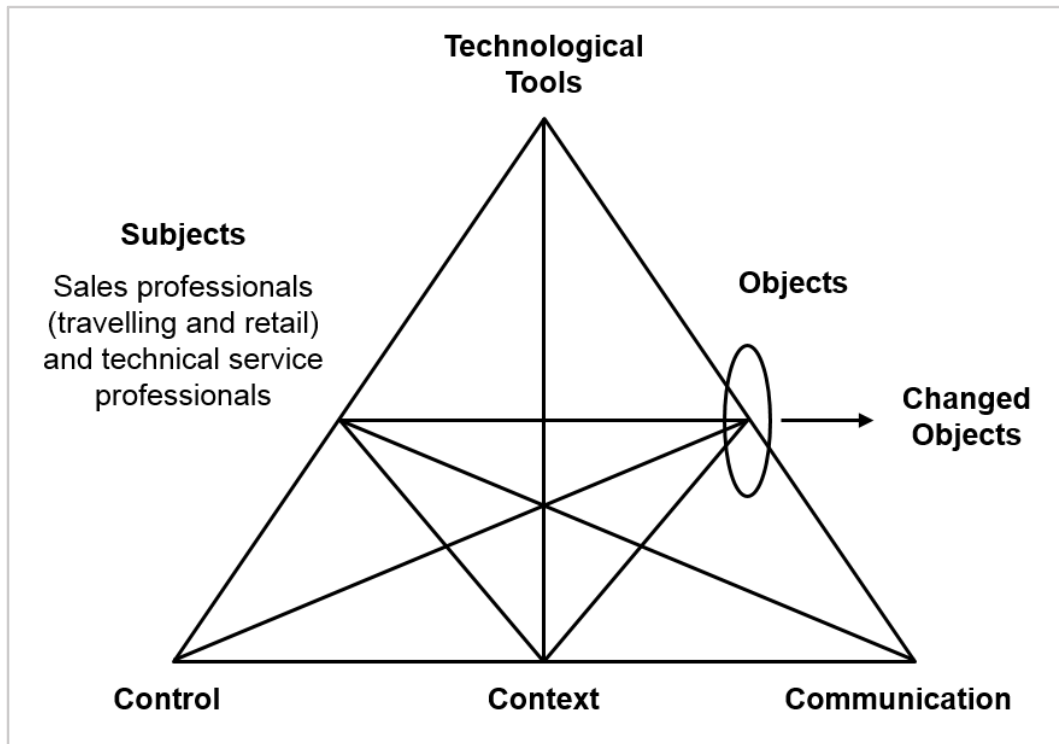 Technological
Tools
Subjects
Sales professionals
(travelling and retail)
and technical service
professionals
Objects
Changed
Objects
Control
Context
Communication